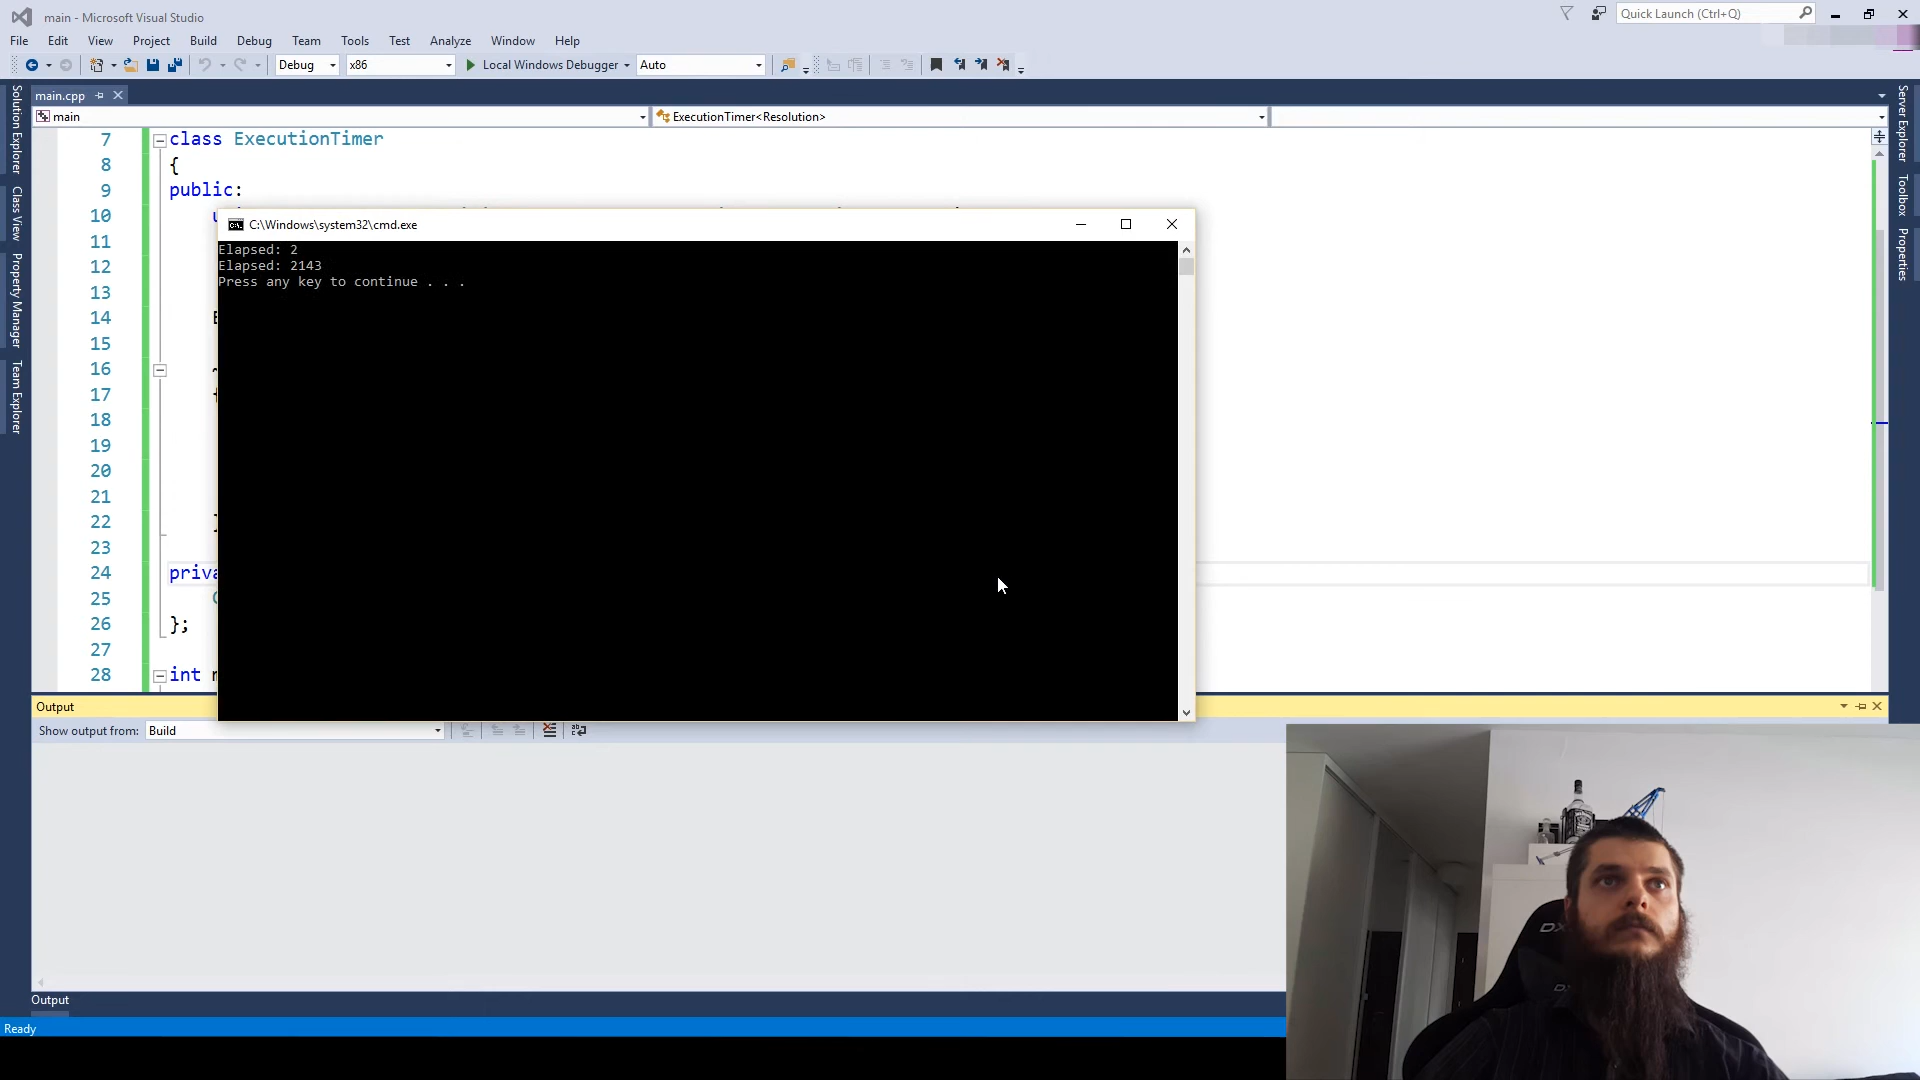 main - Microsoft Visual Studio
Quick Launch (Ctrl+Q)
File Edit View Project Build Debug Team Tools Test Analyze Window Help
Debug x86 Local Windows Debugger Auto
main.cpp
main ExecutionTimer<Resolution>
Solution Explorer
Class View
Property Manager
Team Explorer
Server Explorer
Toolbox
Properties
7 class ExecutionTimer
8 {
9 public:
10
11
12
13
14
15
16 ~
17 {
18
19
20
21
22 }
23
24
25
26 };
27
28 int
C:\Windows\system32\cmd.exe
Elapsed: 2
Elapsed: 2143
Press any key to continue . . .
Output
Show output from: Build
Output
Ready
DX
DX